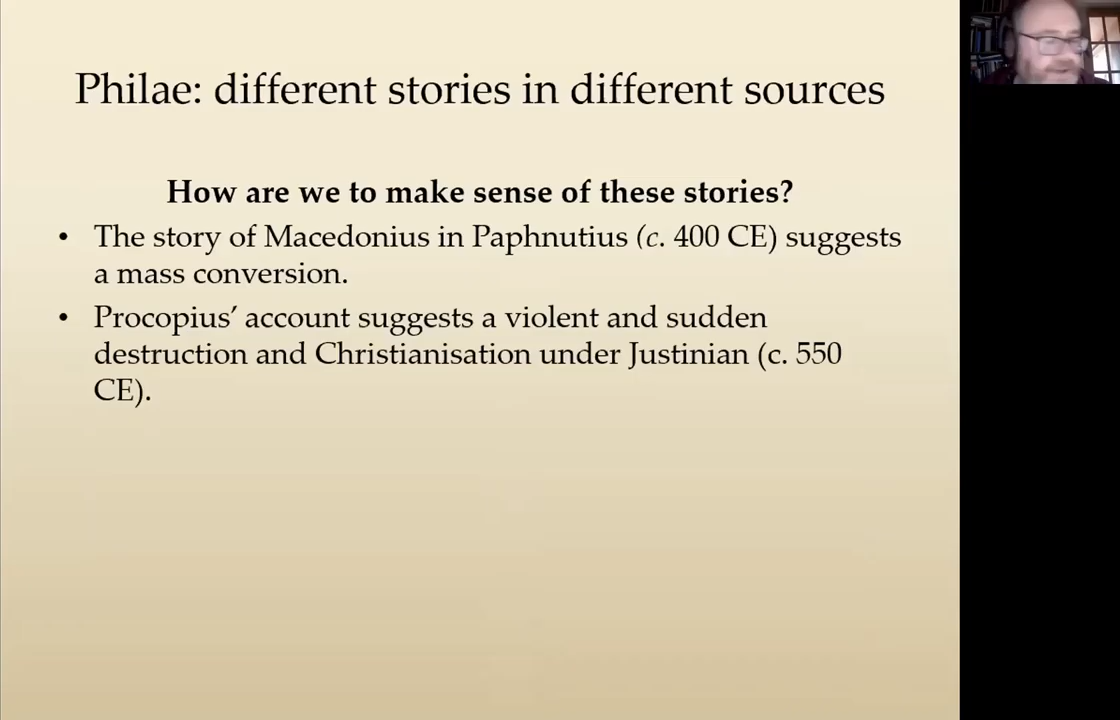 Philae: different stories in different sources
How are we to make sense of these stories?
• The story of Macedonius in Paphnutius (c. 400 CE) suggests
a mass conversion.
• Procopius’ account suggests a violent and sudden
destruction and Christianisation under Justinian (c. 550
CE).